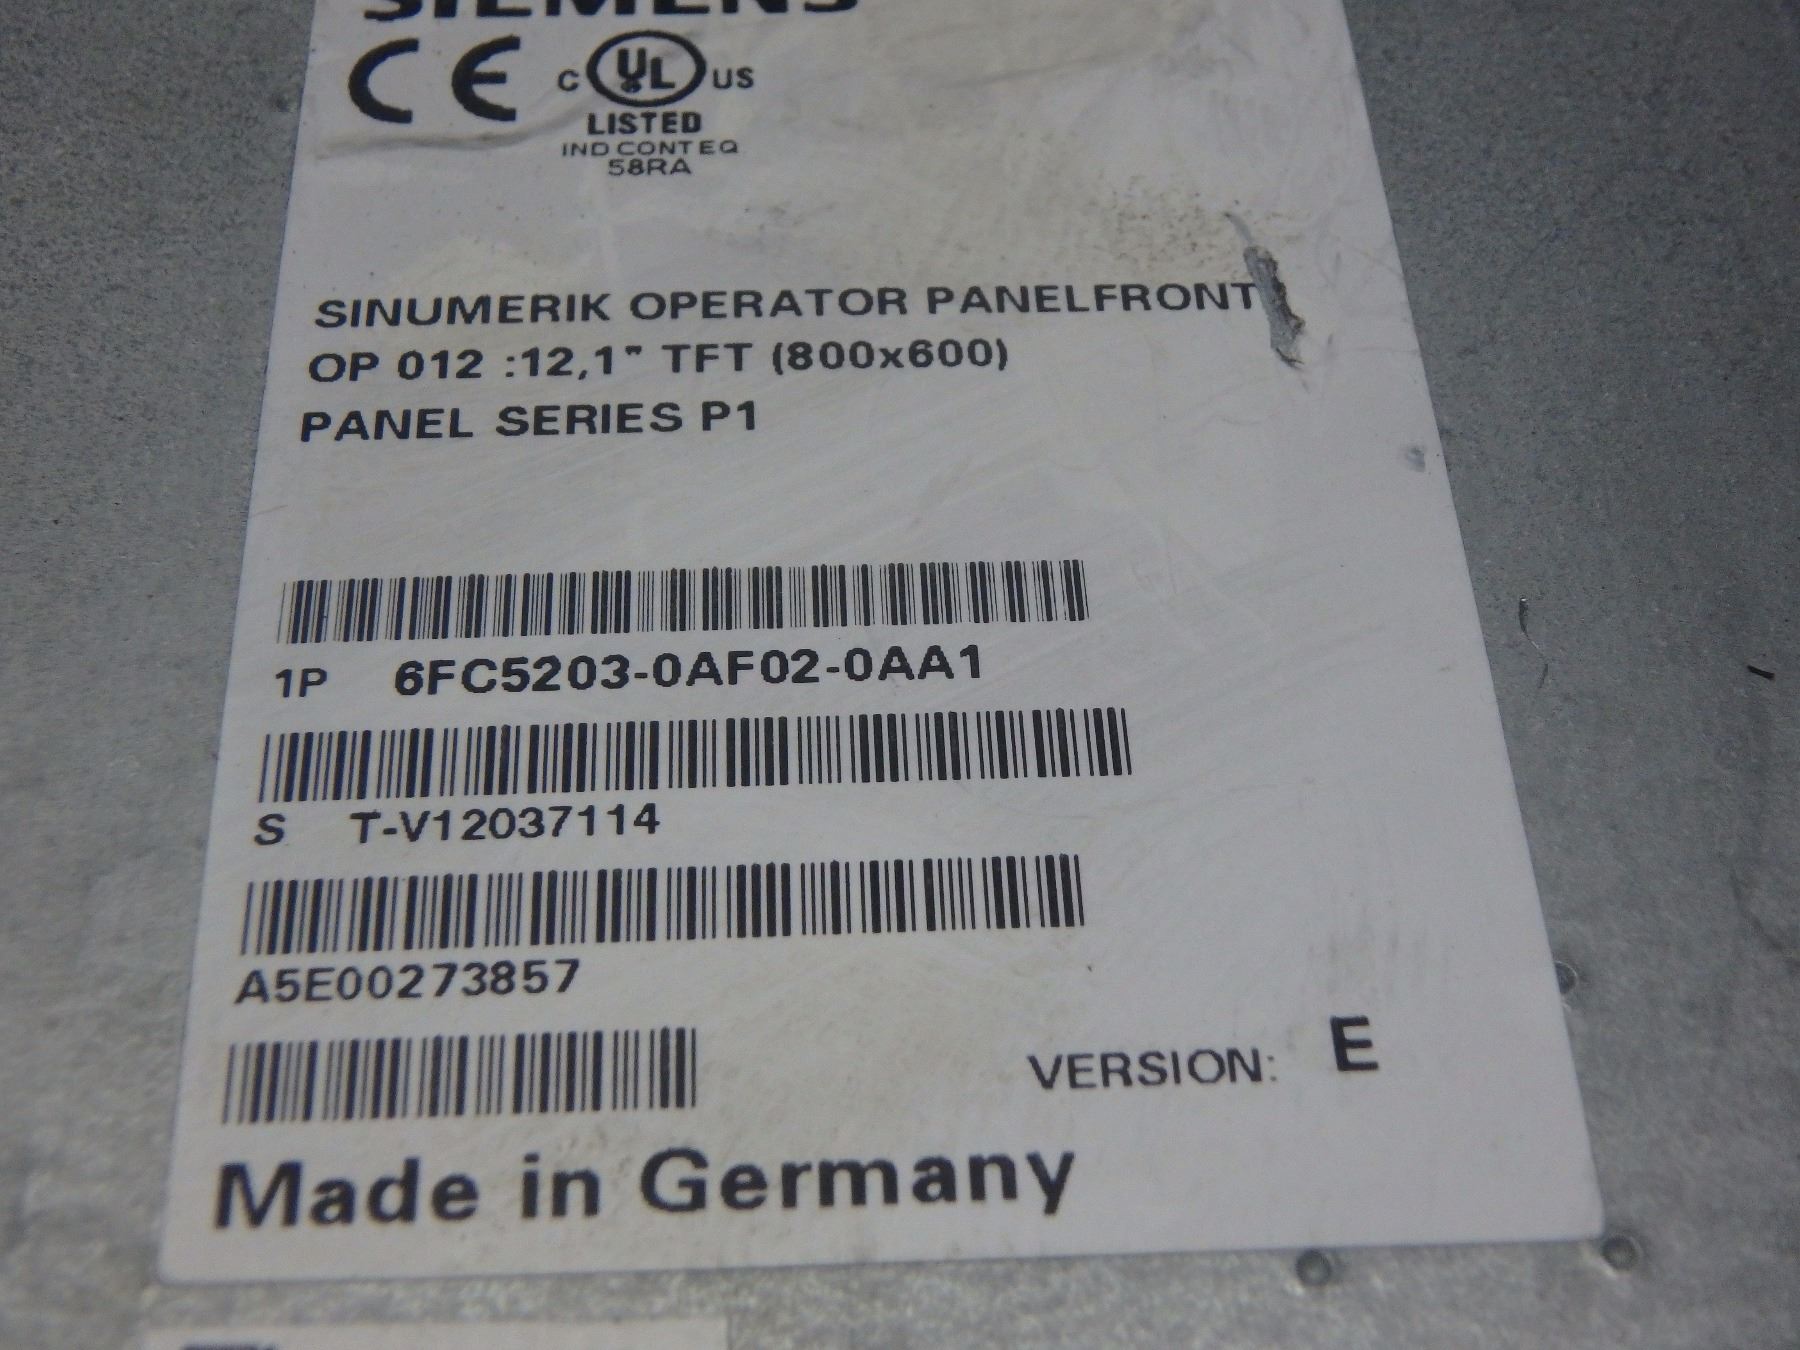 SIEMENS
CE C UL US
LISTED
IND CONT EQ
58RA
SINUMERIK OPERATOR PANELFRONT
OP 012 :12,1" TFT (800x600)
PANEL SERIES P1
1P 6FC5203-0AF02-0AA1
S T-V12037114
A5E00273857
VERSION: E
Made in Germany